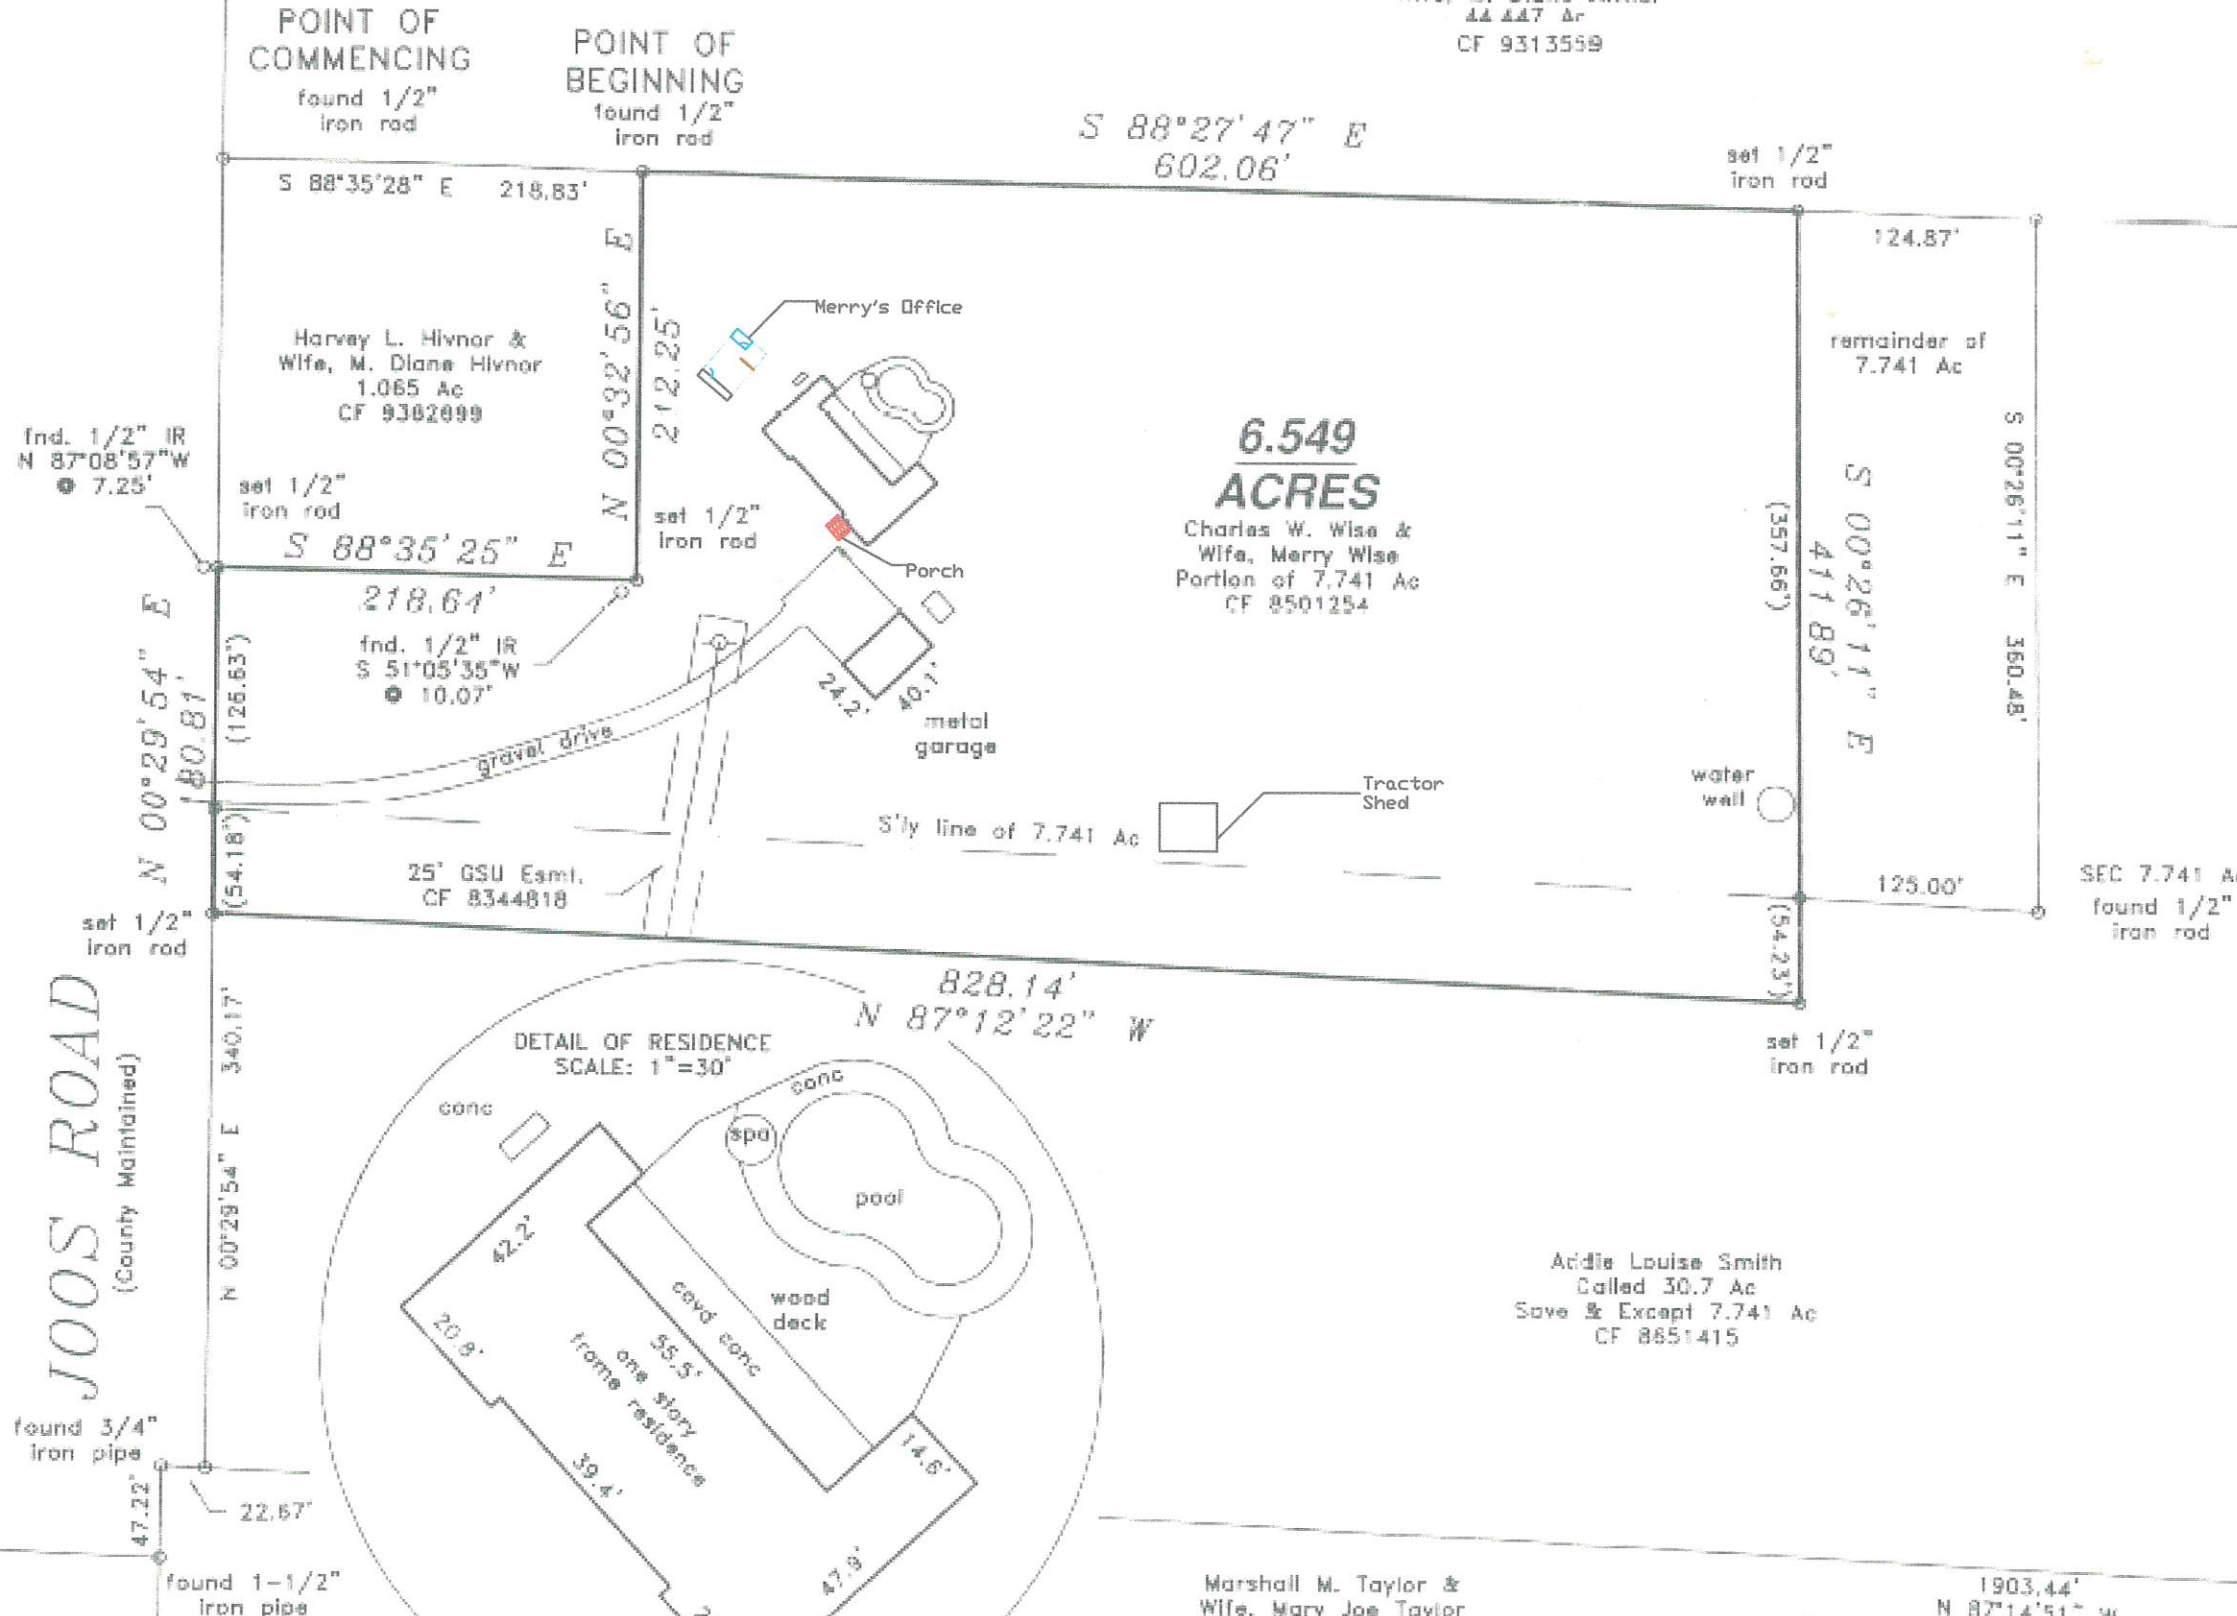 44.447 Ac
CF 9313559
POINT OF
COMMENCING
found 1/2"
iron rod
POINT OF
BEGINNING
found 1/2"
iron rod
S 88°27'47" E
602.06'
set 1/2"
iron rod
S 88°35'28" E 218.83'
124.87'
N 00°32'56" E
212.25'
Merry's Office
Harvey L. Hivnor &
Wife, M. Diane Hivnor
1.065 Ac
CF 9382099
remainder of
7.741 Ac
6.549
ACRES
Charles W. Wise &
Wife, Merry Wise
Portion of 7.741 Ac
CF 8501254
fnd. 1/2" IR
N 87°08'57"W
@ 7.25'
set 1/2"
iron rod
set 1/2"
iron rod
S 88°35'25" E
218.64'
Porch
(357.66')
S 00°26'11" E
411.89'
S 00°26'11" E 360.48'
N 00°29'54" E
180.81'
(126.63')
fnd. 1/2" IR
S 51°05'35"W
@ 10.07'
24.2'
40.1'
metal
garage
gravel drive
water
well
Tractor
Shed
S'ly line of 7.741 Ac
(54.18')
25' GSU Esmt.
CF 8344818
125.00'
(54.23')
SEC 7.741 A
found 1/2"
iron rod
set 1/2"
iron rod
828.14'
N 87°12'22" W
set 1/2"
iron rod
JOOS ROAD
(County Maintained)
N 00°29'54" E 340.17'
DETAIL OF RESIDENCE
SCALE: 1"=30'
conc
conc
spa
pool
42.2'
wood
deck
covd conc
20.8'
55.5'
one story
frame residence
39.4'
14.6'
47.9'
Addie Louise Smith
Called 30.7 Ac
Save & Except 7.741 Ac
CF 8651415
found 3/4"
iron pipe
47.22'
22.67'
found 1-1/2"
iron pipe
Marshall M. Taylor &
Wife, Mary Joe Taylor
1903.44'
N 87°14'51" W